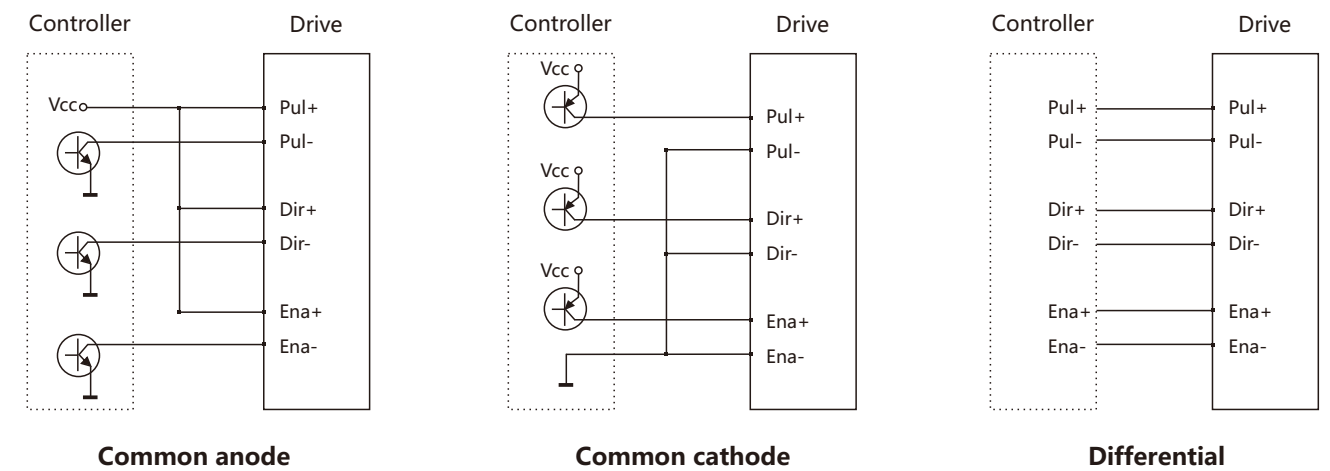 Controller
Drive
Vcc
Pul+
Pul-
Dir+
Dir-
Ena+
Ena-
Common anode
Controller
Drive
Vcc
Pul+
Pul-
Vcc
Dir+
Dir-
Vcc
Ena+
Ena-
Common cathode
Controller
Drive
Pul+ Pul+
Pul- Pul-
Dir+ Dir+
Dir- Dir-
Ena+ Ena+
Ena- Ena-
Differential